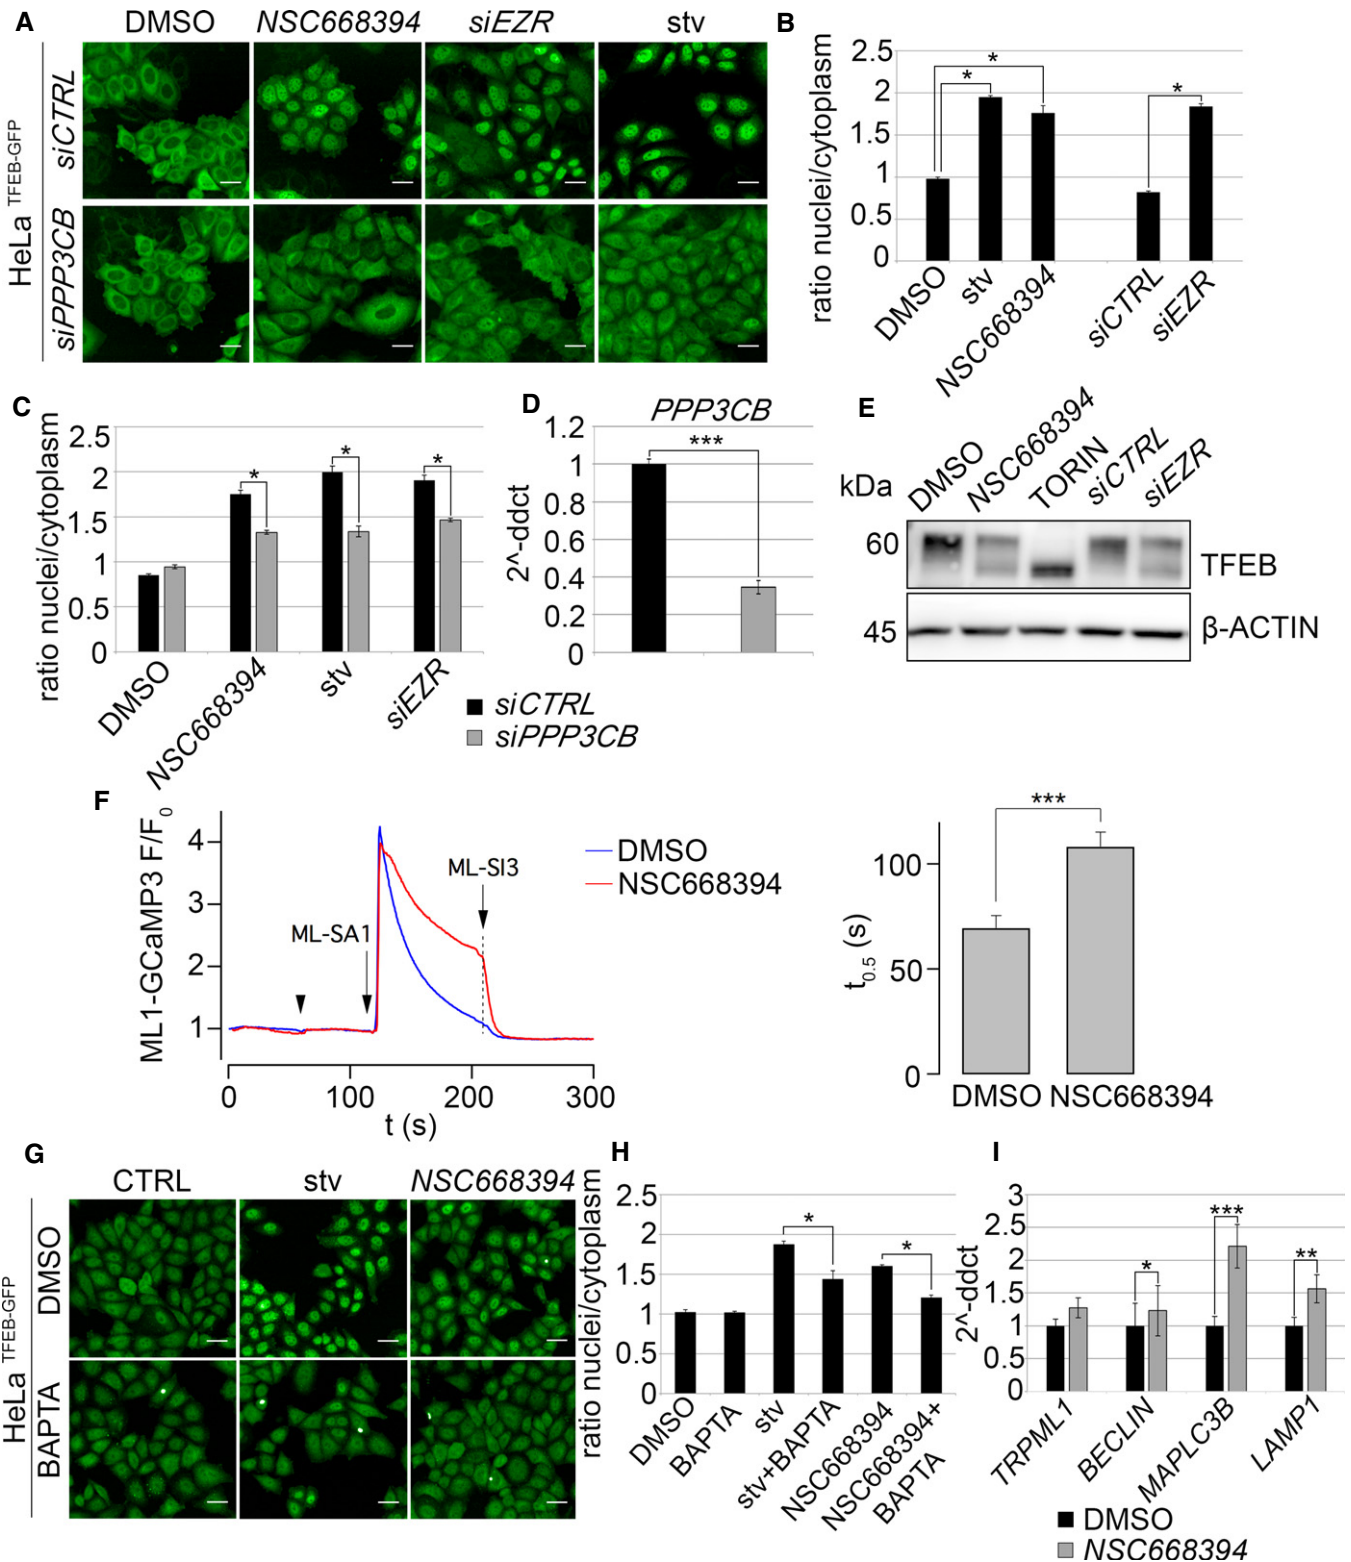 A
DMSO NSC668394 siEZR stv
HeLa TFEB-GFP
siCTRL
siPPP3CB
B
ratio nuclei/cytoplasm
2.5
2
1.5
1
0.5
0
* * *
DMSO stv NSC668394 siCTRL siEZR
C
ratio nuclei/cytoplasm
2.5
2
1.5
1
0.5
0
* * *
DMSO NSC668394 stv siEZR
D
PPP3CB
2^-ddct
1.2
1
0.8
0.6
0.4
0.2
0
***
siCTRL
siPPP3CB
E
kDa
DMSO NSC668394 TORIN siCTRL siEZR
60 TFEB
45 β-ACTIN
F
ML1-GCaMP3 F/F0
4
3
2
1
ML-SA1
ML-SI3
DMSO
NSC668394
0 100 200 300
t (s)
***
t0.5 (s)
100
50
0
DMSO NSC668394
G
CTRL stv NSC668394
HeLa TFEB-GFP
DMSO
BAPTA
H
ratio nuclei/cytoplasm
2.5
2
1.5
1
0.5
0
* *
DMSO BAPTA stv stv+BAPTA NSC668394 NSC668394+
BAPTA
I
2^-ddct
3
2.5
2
1.5
1
0.5
0
* *** **
TRPML1 BECLIN MAPLC3B LAMP1
DMSO
NSC668394